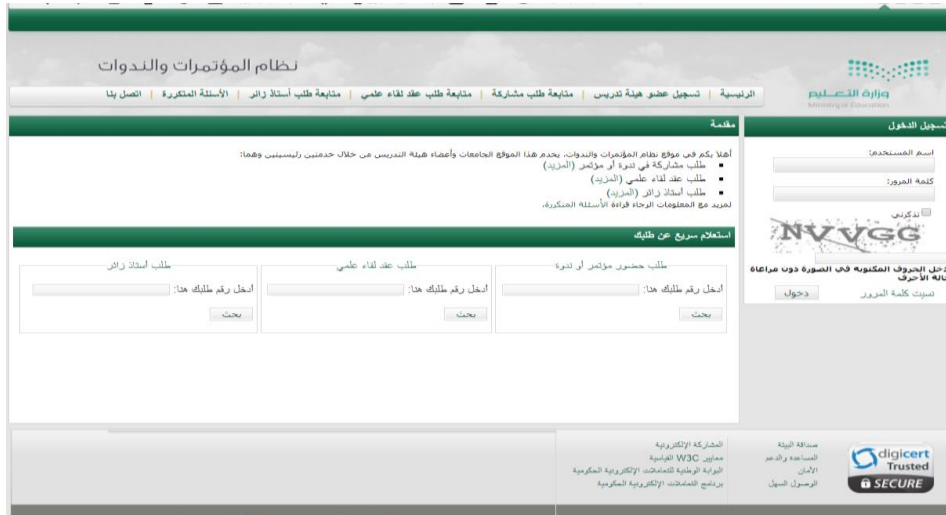 نظام المؤتمرات والندوات
وزارة التعليم
Ministry of Education
الرئيسية | تسجيل عضو هيئة تدريس | متابعة طلب مشاركة | متابعة طلب عقد لقاء علمي | متابعة طلب أستاذ زائر | الأسئلة المتكررة | اتصل بنا
تسجيل الدخول
اسم المستخدم:
كلمة المرور:
تذكرني
NVVGG
دخل الحروف المكتوبة في الصورة دون مراعاة
حالة الأحرف
نسيت كلمة المرور
دخول
مقدمة
أهلا بكم في موقع نظام المؤتمرات والندوات، يخدم هذا الموقع الجامعات وأعضاء هيئة التدريس من خلال خدمتين رئيسيتين وهما:
طلب مشاركة في ندوة أو مؤتمر (المزيد)
طلب عقد لقاء علمي (المزيد)
طلب أستاذ زائر (المزيد)
لمزيد مع المعلومات الرجاء قراءة الأسئلة المتكررة.
استعلام سريع عن طلبك
طلب حضور مؤتمر أو ندوة
أدخل رقم طلبك هنا:
بحث
طلب عقد لقاء علمي
أدخل رقم طلبك هنا:
بحث
طلب أستاذ زائر
أدخل رقم طلبك هنا:
بحث
digicert
Trusted
SECURE
صداقة البيئة
المساعدة والدعم
الأمان
الوصول السهل
المشاركة الإلكترونية
معايير W3C القياسية
البوابة الوطنية للتعاملات الإلكترونية الحكومية
برنامج التعاملات الإلكترونية الحكومية